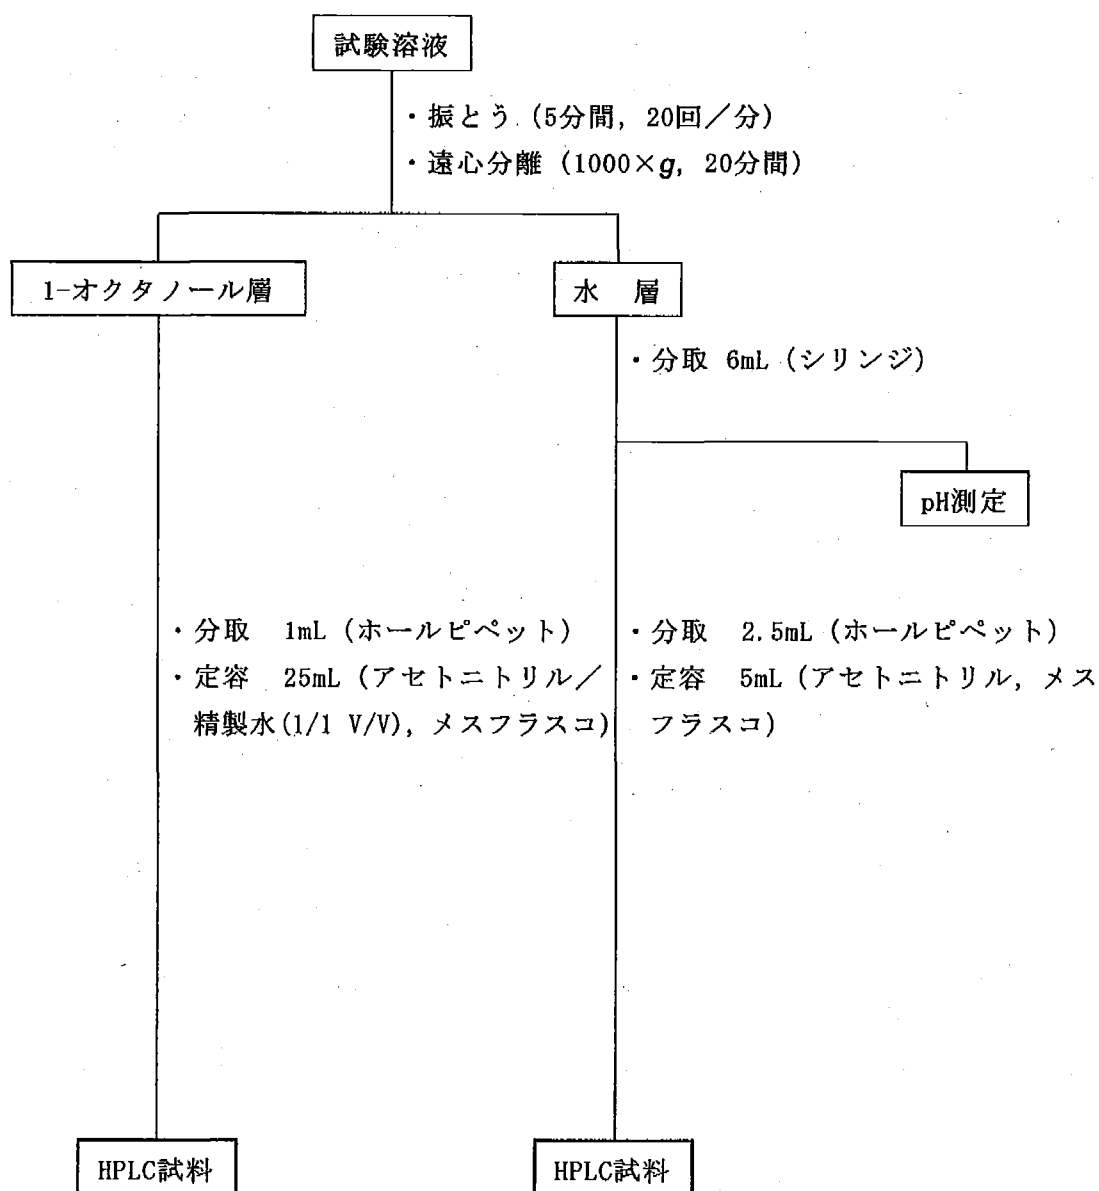 試験溶液
・振とう (5分間, 20回／分)
・遠心分離 (1000×g, 20分間)
1-オクタノール層
水　層
・分取 6mL (シリンジ)
pH測定
・分取　1mL (ホールピペット)
・定容　25mL (アセトニトリル／
精製水(1/1 V/V), メスフラスコ)
・分取　2.5mL (ホールピペット)
・定容　5mL (アセトニトリル, メス
フラスコ)
HPLC試料
HPLC試料